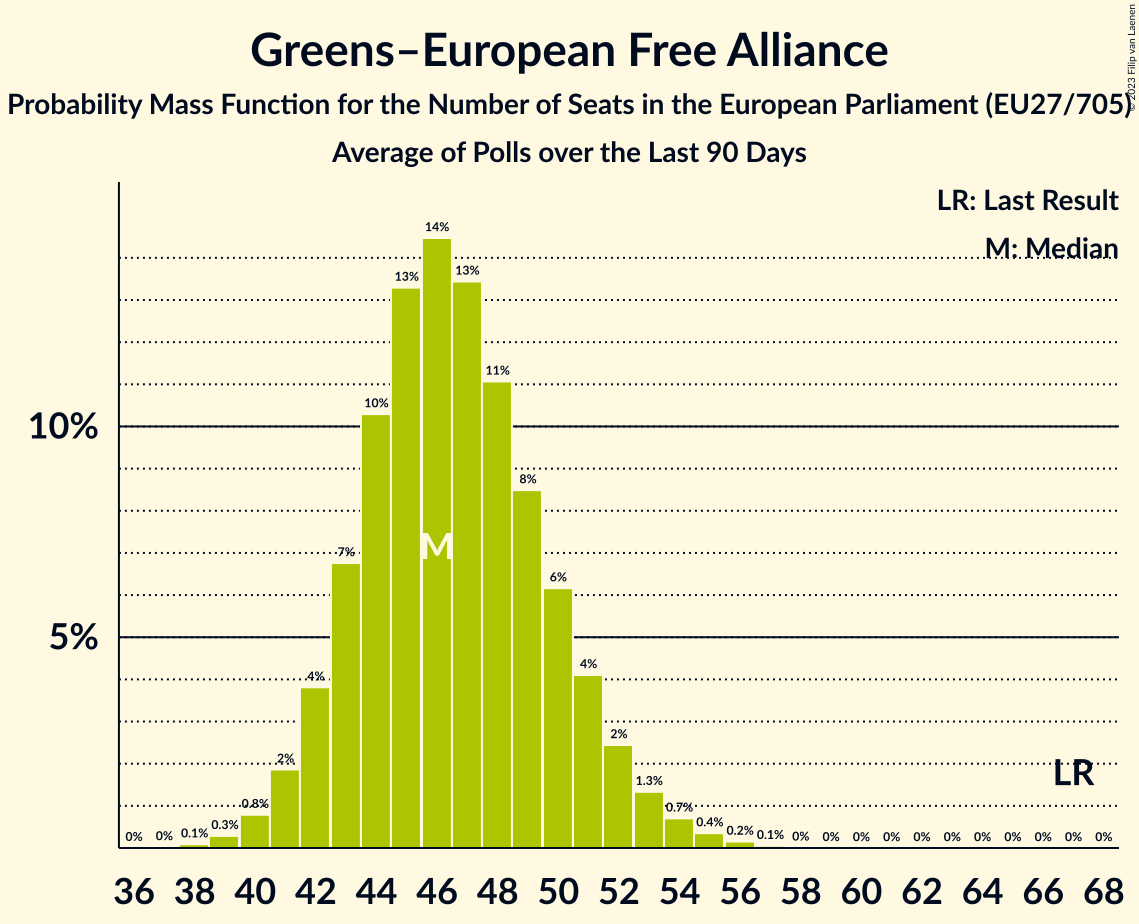 Greens–European Free Alliance
Probability Mass Function for the Number of Seats in the European Parliament (EU27/705)
Average of Polls over the Last 90 Days
© 2023 Filip van Laenen
LR: Last Result
M: Median
14%
13% 13%
11%
10%
10%
8%
7%
M
6%
5%
4% 4%
2%
2%
LR
1.3%
0.8% 0.7%
0.3% 0.4%
0% 0% 0.1% 0.2% 0.1% 0% 0% 0% 0% 0% 0% 0% 0% 0% 0% 0%
36 38 40 42 44 46 48 50 52 54 56 58 60 62 64 66 68